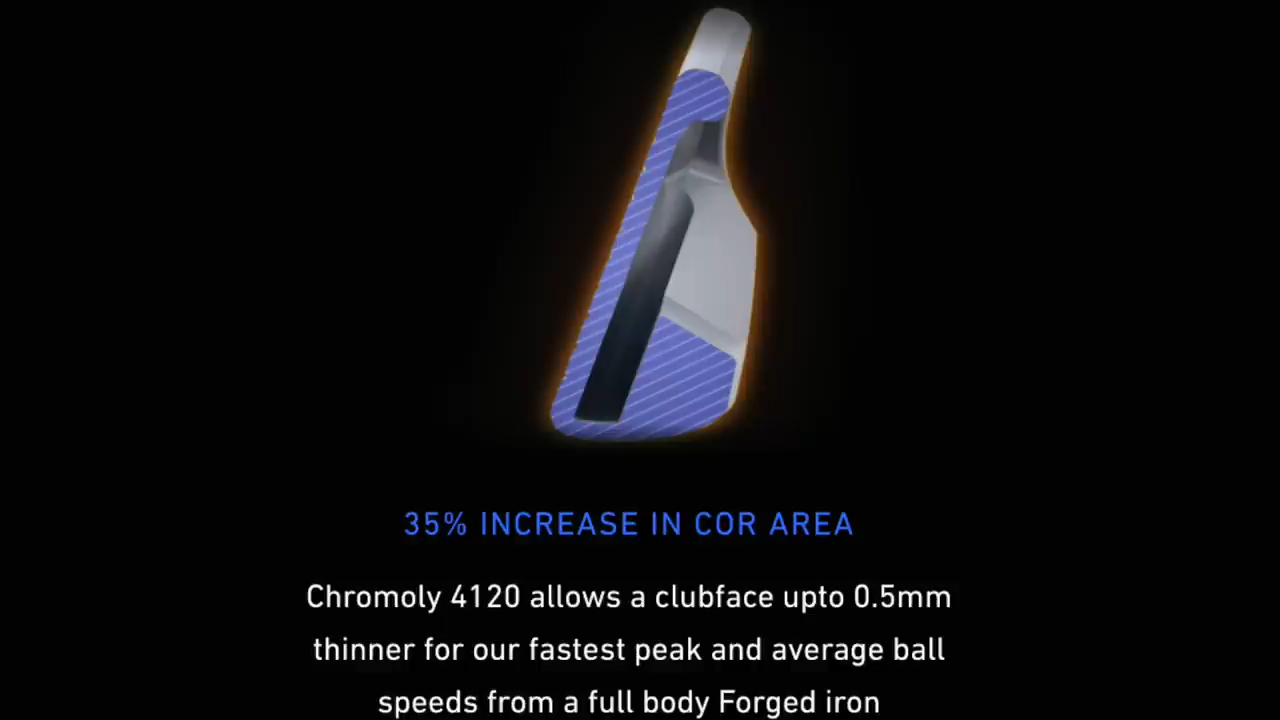 35% INCREASE IN COR AREA
Chromoly 4120 allows a clubface upto 0.5mm
thinner for our fastest peak and average ball
speeds from a full body Forged iron